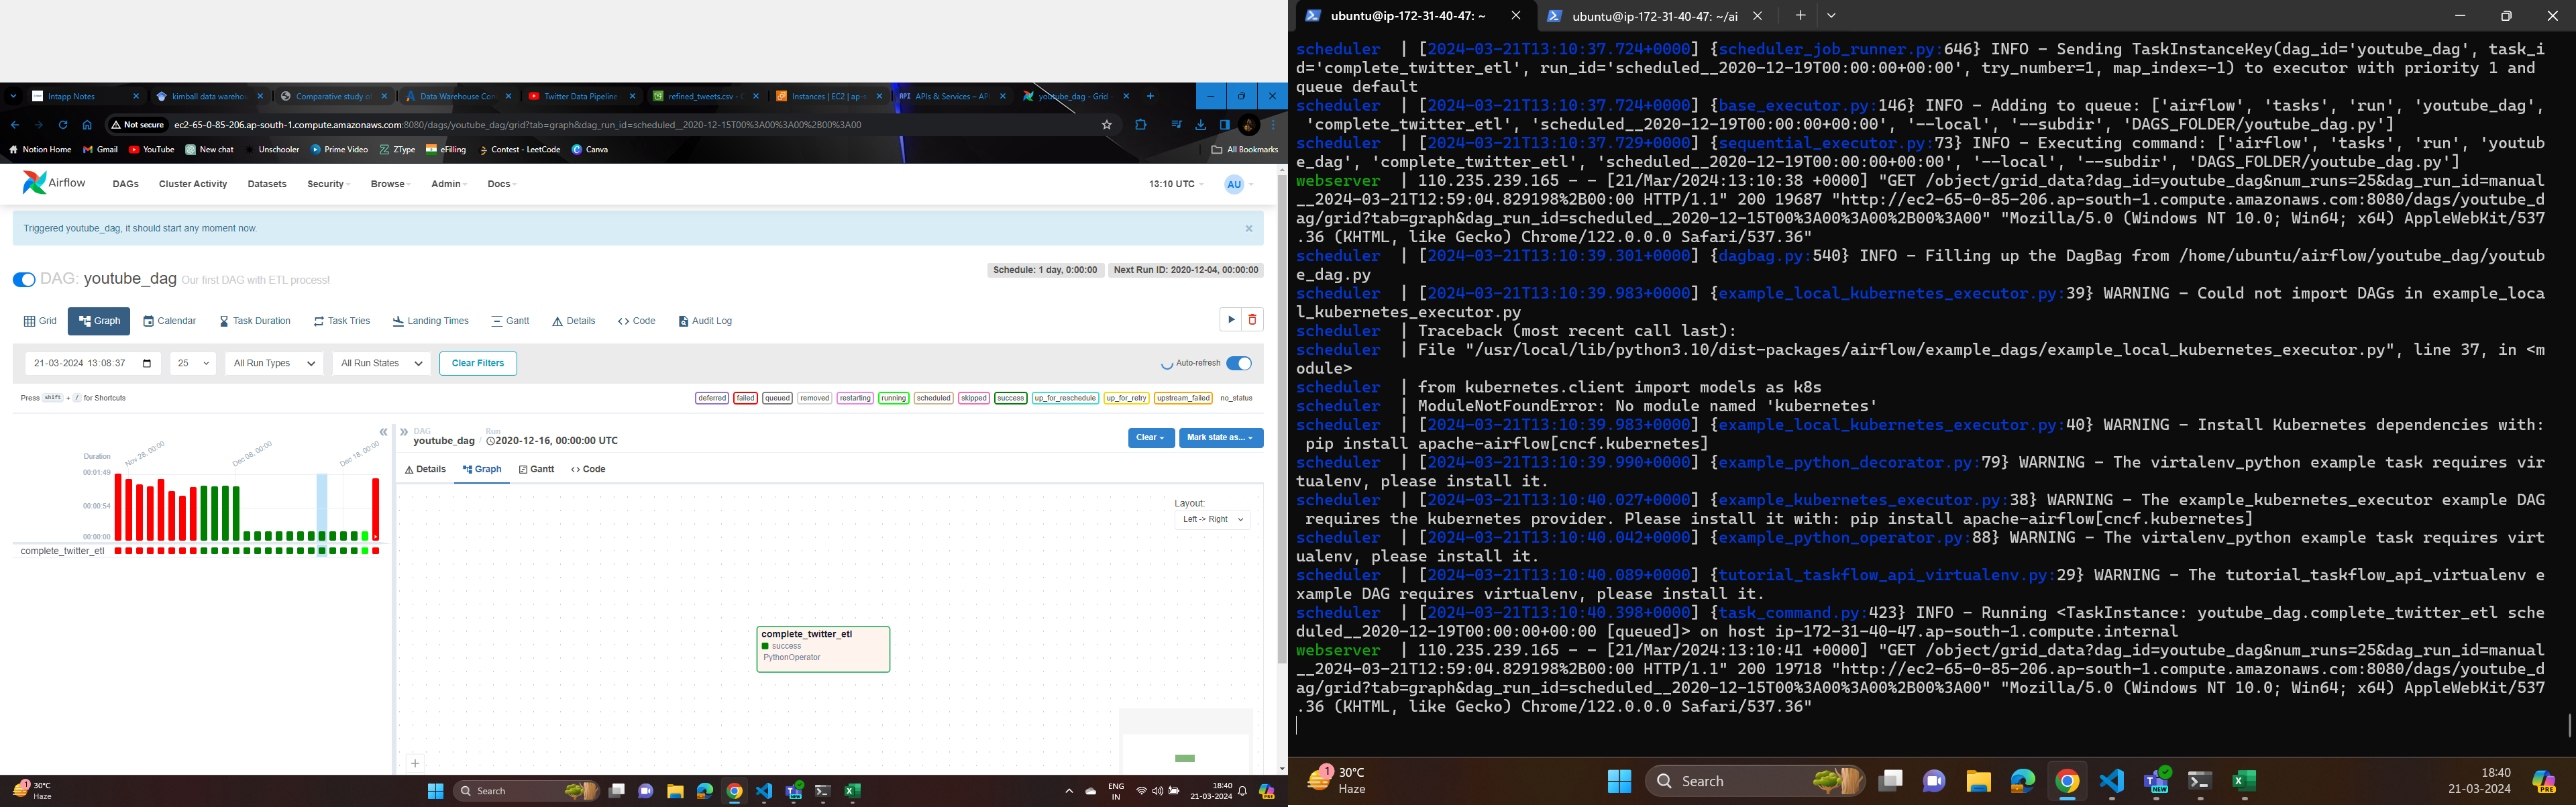 Intapp Notes
kimball data wareho
Comparative study o
Data Warehouse Con
Twitter Data Pipeline
refined_tweets.csv -
Instances | EC2 | ap-s
API APIs & Services – API
youtube_dag - Grid
Not secure ec2-65-0-85-206.ap-south-1.compute.amazonaws.com:8080/dags/youtube_dag/grid?tab=graph&dag_run_id=scheduled__2020-12-15T00%3A00%3A00%2B00%3A00
Notion Home Gmail YouTube New chat Unschooler Prime Video ZType eFilling Contest - LeetCode Canva All Bookmarks
Airflow DAGs Cluster Activity Datasets Security Browse Admin Docs 13:10 UTC AU
Triggered youtube_dag, it should start any moment now. ×
DAG: youtube_dag Our first DAG with ETL process!
Schedule: 1 day, 0:00:00 Next Run ID: 2020-12-04, 00:00:00
Grid Graph Calendar Task Duration Task Tries Landing Times Gantt Details <> Code Audit Log
21-03-2024 13:08:37 25 All Run Types All Run States Clear Filters Auto-refresh
Press shift + / for Shortcuts
deferred failed queued removed restarting running scheduled skipped success up_for_reschedule up_for_retry upstream_failed no_status
Duration
00:01:49
00:00:54
00:00:00
Nov 28, 00:00
Dec 08, 00:00
Dec 18, 00:00
complete_twitter_etl
DAG
youtube_dag /
Run
2020-12-16, 00:00:00 UTC
Clear Mark state as...
Details Graph Gantt <> Code
Layout:
Left -> Right
complete_twitter_etl
success
PythonOperator
30°C
Haze
Search
ENG
IN
18:40
21-03-2024
ubuntu@ip-172-31-40-47: ~
ubuntu@ip-172-31-40-47: ~/ai
scheduler | [2024-03-21T13:10:37.724+0000] {scheduler_job_runner.py:646} INFO - Sending TaskInstanceKey(dag_id='youtube_dag', task_i
d='complete_twitter_etl', run_id='scheduled__2020-12-19T00:00:00+00:00', try_number=1, map_index=-1) to executor with priority 1 and
queue default
scheduler | [2024-03-21T13:10:37.724+0000] {base_executor.py:146} INFO - Adding to queue: ['airflow', 'tasks', 'run', 'youtube_dag',
'complete_twitter_etl', 'scheduled__2020-12-19T00:00:00+00:00', '--local', '--subdir', 'DAGS_FOLDER/youtube_dag.py']
scheduler | [2024-03-21T13:10:37.729+0000] {sequential_executor.py:73} INFO - Executing command: ['airflow', 'tasks', 'run', 'youtub
e_dag', 'complete_twitter_etl', 'scheduled__2020-12-19T00:00:00+00:00', '--local', '--subdir', 'DAGS_FOLDER/youtube_dag.py']
webserver | 110.235.239.165 - - [21/Mar/2024:13:10:38 +0000] "GET /object/grid_data?dag_id=youtube_dag&num_runs=25&dag_run_id=manual
__2024-03-21T12:59:04.829198%2B00:00 HTTP/1.1" 200 19687 "http://ec2-65-0-85-206.ap-south-1.compute.amazonaws.com:8080/dags/youtube_d
ag/grid?tab=graph&dag_run_id=scheduled__2020-12-15T00%3A00%3A00%2B00%3A00" "Mozilla/5.0 (Windows NT 10.0; Win64; x64) AppleWebKit/537
.36 (KHTML, like Gecko) Chrome/122.0.0.0 Safari/537.36"
scheduler | [2024-03-21T13:10:39.301+0000] {dagbag.py:540} INFO - Filling up the DagBag from /home/ubuntu/airflow/youtube_dag/youtub
e_dag.py
scheduler | [2024-03-21T13:10:39.983+0000] {example_local_kubernetes_executor.py:39} WARNING - Could not import DAGs in example_loca
l_kubernetes_executor.py
scheduler | Traceback (most recent call last):
scheduler | File "/usr/local/lib/python3.10/dist-packages/airflow/example_dags/example_local_kubernetes_executor.py", line 37, in <m
odule>
scheduler | from kubernetes.client import models as k8s
scheduler | ModuleNotFoundError: No module named 'kubernetes'
scheduler | [2024-03-21T13:10:39.983+0000] {example_local_kubernetes_executor.py:40} WARNING - Install Kubernetes dependencies with:
pip install apache-airflow[cncf.kubernetes]
scheduler | [2024-03-21T13:10:39.990+0000] {example_python_decorator.py:79} WARNING - The virtalenv_python example task requires vir
tualenv, please install it.
scheduler | [2024-03-21T13:10:40.027+0000] {example_kubernetes_executor.py:38} WARNING - The example_kubernetes_executor example DAG
requires the kubernetes provider. Please install it with: pip install apache-airflow[cncf.kubernetes]
scheduler | [2024-03-21T13:10:40.042+0000] {example_python_operator.py:88} WARNING - The virtalenv_python example task requires virt
ualenv, please install it.
scheduler | [2024-03-21T13:10:40.089+0000] {tutorial_taskflow_api_virtualenv.py:29} WARNING - The tutorial_taskflow_api_virtualenv e
xample DAG requires virtualenv, please install it.
scheduler | [2024-03-21T13:10:40.398+0000] {task_command.py:423} INFO - Running <TaskInstance: youtube_dag.complete_twitter_etl sche
duled__2020-12-19T00:00:00+00:00 [queued]> on host ip-172-31-40-47.ap-south-1.compute.internal
webserver | 110.235.239.165 - - [21/Mar/2024:13:10:41 +0000] "GET /object/grid_data?dag_id=youtube_dag&num_runs=25&dag_run_id=manual
__2024-03-21T12:59:04.829198%2B00:00 HTTP/1.1" 200 19718 "http://ec2-65-0-85-206.ap-south-1.compute.amazonaws.com:8080/dags/youtube_d
ag/grid?tab=graph&dag_run_id=scheduled__2020-12-15T00%3A00%3A00%2B00%3A00" "Mozilla/5.0 (Windows NT 10.0; Win64; x64) AppleWebKit/537
.36 (KHTML, like Gecko) Chrome/122.0.0.0 Safari/537.36"
1
30°C
Haze
Search
NEW
18:40
21-03-2024
PRE